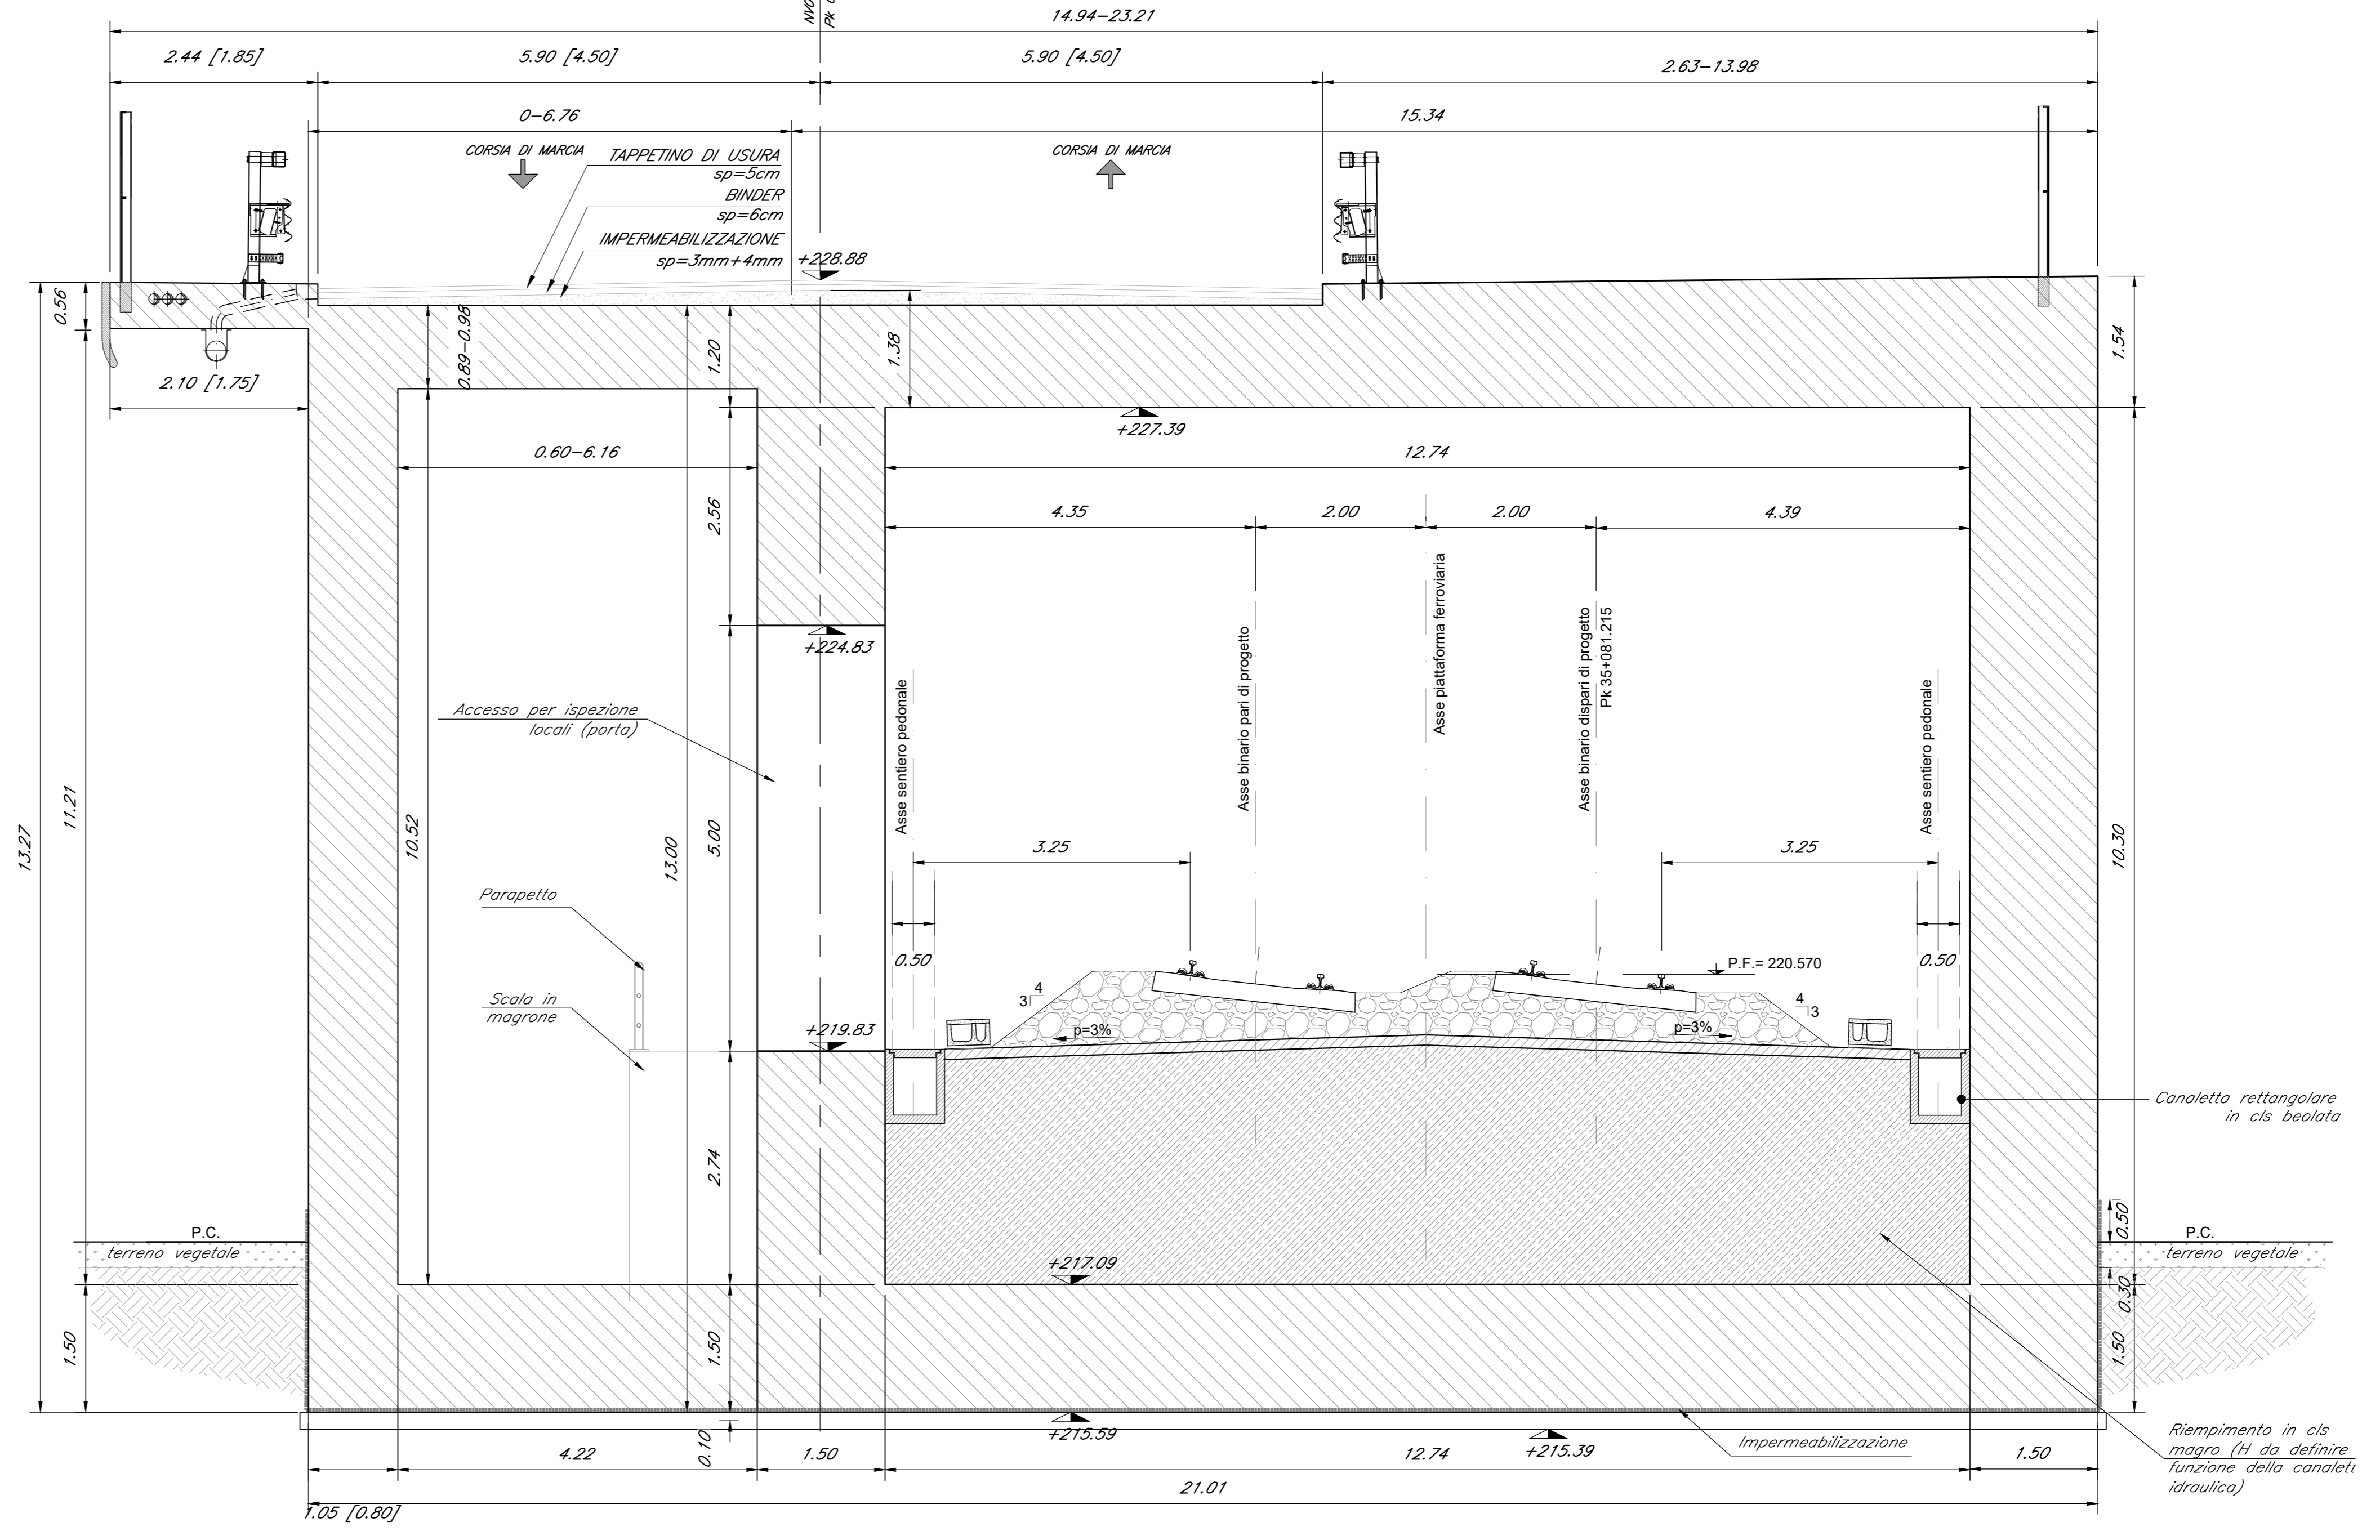 NVO
Pk
14.94-23.21
2.44 [1.85]
5.90 [4.50]
5.90 [4.50]
2.63-13.98
0-6.76
15.34
CORSIA DI MARCIA
CORSIA DI MARCIA
TAPPETINO DI USURA
sp=5cm
BINDER
sp=6cm
IMPERMEABILIZZAZIONE
sp=3mm+4mm
+228.88
0.56
0.89-0.98
1.20
1.38
1.54
2.10 [1.75]
+227.39
0.60-6.16
12.74
2.56
4.35
2.00
2.00
4.39
+224.83
Asse sentiero pedonale
Asse binario pari di progetto
Asse piattaforma ferroviaria
Asse binario dispari di progetto
Pk 35+081.215
Asse sentiero pedonale
Accesso per ispezione
locali (porta)
13.27
11.21
10.52
13.00
5.00
10.30
3.25
3.25
Parapetto
0.50
0.50
P.F.= 220.570
Scala in
magrone
3
4
4
3
+219.83
p=3%
p=3%
Canaletta rettangolare
in cls beolata
2.74
P.C.
terreno vegetale
0.50
P.C.
terreno vegetale
+217.09
0.30
1.50
1.50
1.50
0.10
+215.59
+215.39
Impermeabilizzazione
Riempimento in cls
magro (H da definire
funzione della canalett
idraulica)
4.22
1.50
12.74
1.50
21.01
1.05 [0.80]